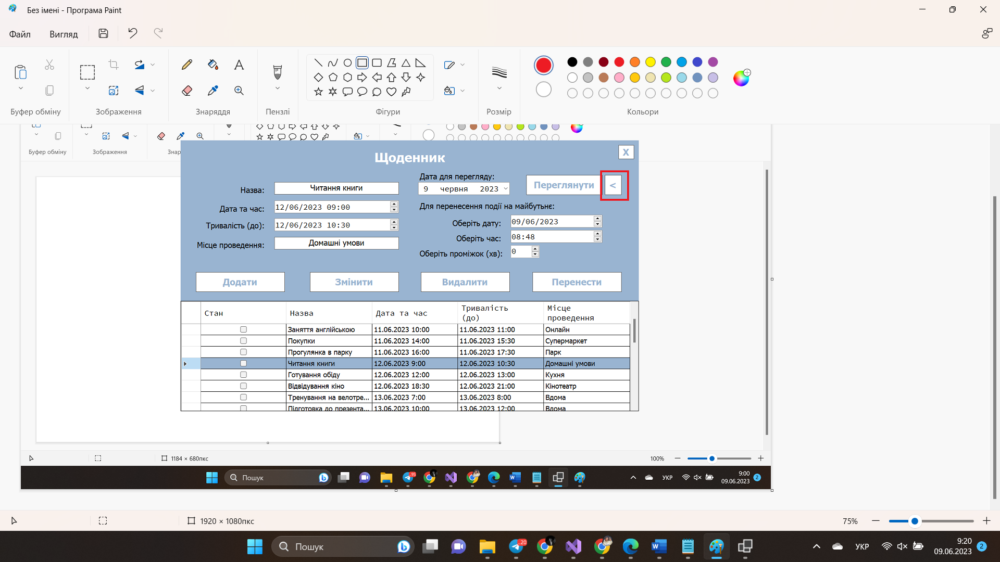 Без імені - Програма Paint
Файл
Вигляд
Буфер обміну
Зображення
Знаряддя
Пензлі
Фігури
Розмір
Кольори
Буфер обміну
Зображення
Знар
Щоденник
X
Назва:
Читання книги
Дата та час:
12/06/2023 09:00
Тривалість (до):
12/06/2023 10:30
Місце проведення:
Домашні умови
Дата для перегляду:
9 червня 2023
Переглянути
<
Для перенесення події на майбутьнє:
Оберіть дату:
09/06/2023
Оберіть час:
08:48
Оберіть проміжок (хв):
0
Додати
Змінити
Видалити
Перенести
Стан
Назва
Дата та час
Тривалість (до)
Місце проведення
Заняття англійською 11.06.2023 10:00 11.06.2023 11:00 Онлайн
Покупки 11.06.2023 14:00 11.06.2023 15:30 Супермаркет
Прогулянка в парку 11.06.2023 16:00 11.06.2023 17:30 Парк
Читання книги 12.06.2023 9:00 12.06.2023 10:30 Домашні умови
Готування обіду 12.06.2023 12:00 12.06.2023 13:00 Кухня
Відвідування кіно 12.06.2023 18:30 12.06.2023 21:00 Кінотеатр
Тренування на велотре... 13.06.2023 7:00 13.06.2023 8:00 Вдома
Підготовка до презента... 13.06.2023 10:00 13.06.2023 12:00 Вдома
1184 × 680пкс
100%
Пошук
95
УКР
9:00
09.06.2023
2
1920 × 1080пкс
75%
Пошук
..20
УКР
9:20
09.06.2023
2